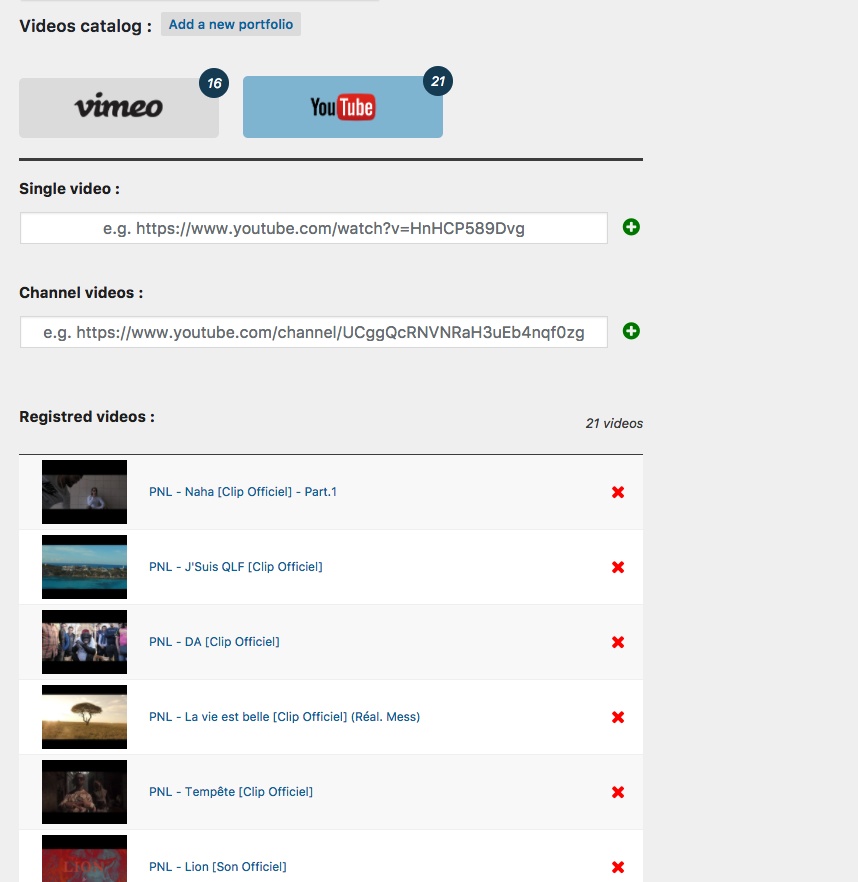 Videos catalog : Add a new portfolio
vimeo 16 YouTube 21
Single video :
e.g. https://www.youtube.com/watch?v=HnHCP589Dvg
Channel videos :
e.g. https://www.youtube.com/channel/UCggQcRNVNRaH3uEb4nqf0zg
Registred videos : 21 videos
PNL - Naha [Clip Officiel] - Part.1
PNL - J'Suis QLF [Clip Officiel]
PNL - DA [Clip Officiel]
PNL - La vie est belle [Clip Officiel] (Réal. Mess)
PNL - Tempête [Clip Officiel]
LION PNL - Lion [Son Officiel]